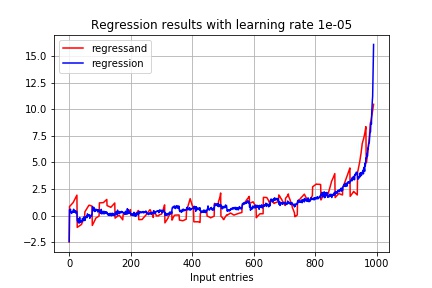 Regression results with learning rate 1e-05
regressand
regression
15.0
12.5
10.0
7.5
5.0
2.5
0.0
−2.5
0 200 400 600 800 1000
Input entries